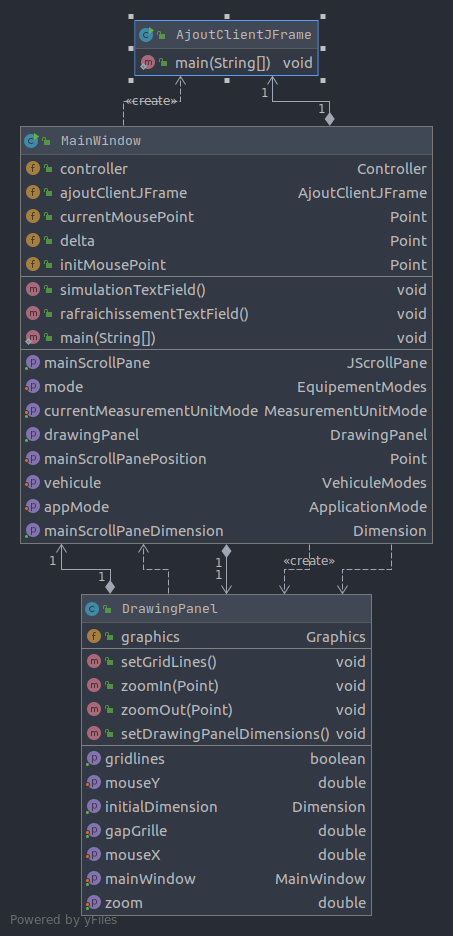 AjoutClientJFrame
main(String[]) void
«create»
1
1
MainWindow
controller Controller
ajoutClientJFrame AjoutClientJFrame
currentMousePoint Point
delta Point
initMousePoint Point
simulationTextField() void
rafraichissementTextField() void
main(String[]) void
mainScrollPane JScrollPane
mode EquipementModes
currentMeasurementUnitMode MeasurementUnitMode
drawingPanel DrawingPanel
mainScrollPanePosition Point
vehicule VehiculeModes
appMode ApplicationMode
mainScrollPaneDimension Dimension
1
1
«create»
1
1
DrawingPanel
graphics Graphics
setGridLines() void
zoomIn(Point) void
zoomOut(Point) void
setDrawingPanelDimensions() void
gridlines boolean
mouseY double
initialDimension Dimension
gapGrille double
mouseX double
mainWindow MainWindow
zoom double
Powered by yFiles